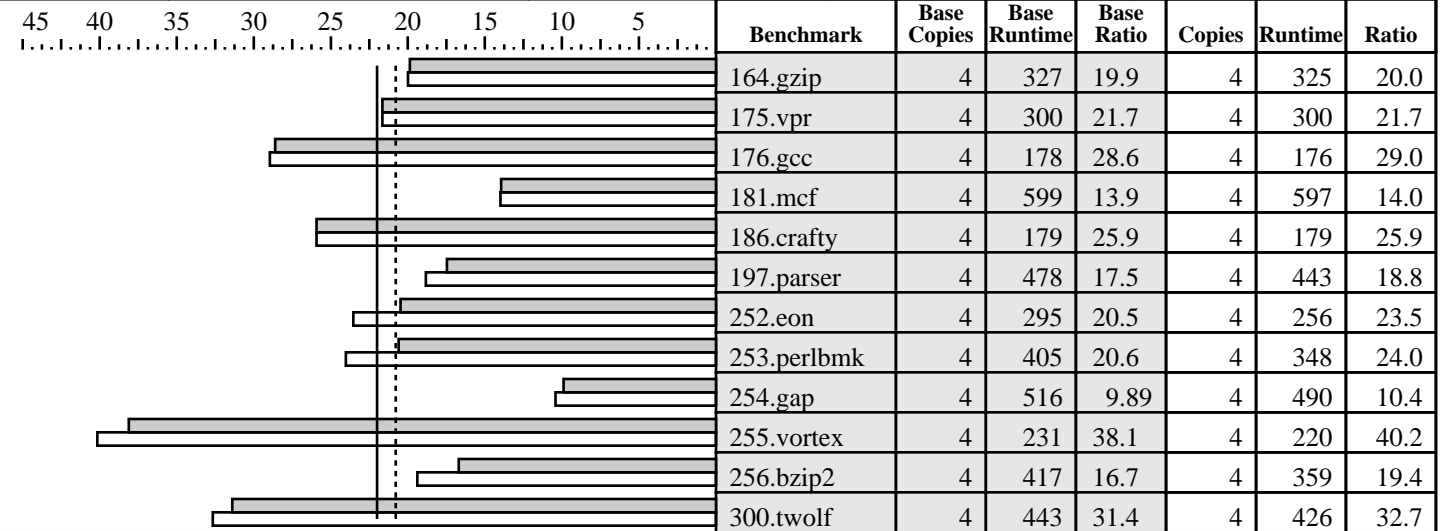 45 40 35 30 25 20 15 10 5
Benchmark Base Copies Base Runtime Base Ratio Copies Runtime Ratio
164.gzip 4 327 19.9 4 325 20.0
175.vpr 4 300 21.7 4 300 21.7
176.gcc 4 178 28.6 4 176 29.0
181.mcf 4 599 13.9 4 597 14.0
186.crafty 4 179 25.9 4 179 25.9
197.parser 4 478 17.5 4 443 18.8
252.eon 4 295 20.5 4 256 23.5
253.perlbmk 4 405 20.6 4 348 24.0
254.gap 4 516 9.89 4 490 10.4
255.vortex 4 231 38.1 4 220 40.2
256.bzip2 4 417 16.7 4 359 19.4
300.twolf 4 443 31.4 4 426 32.7